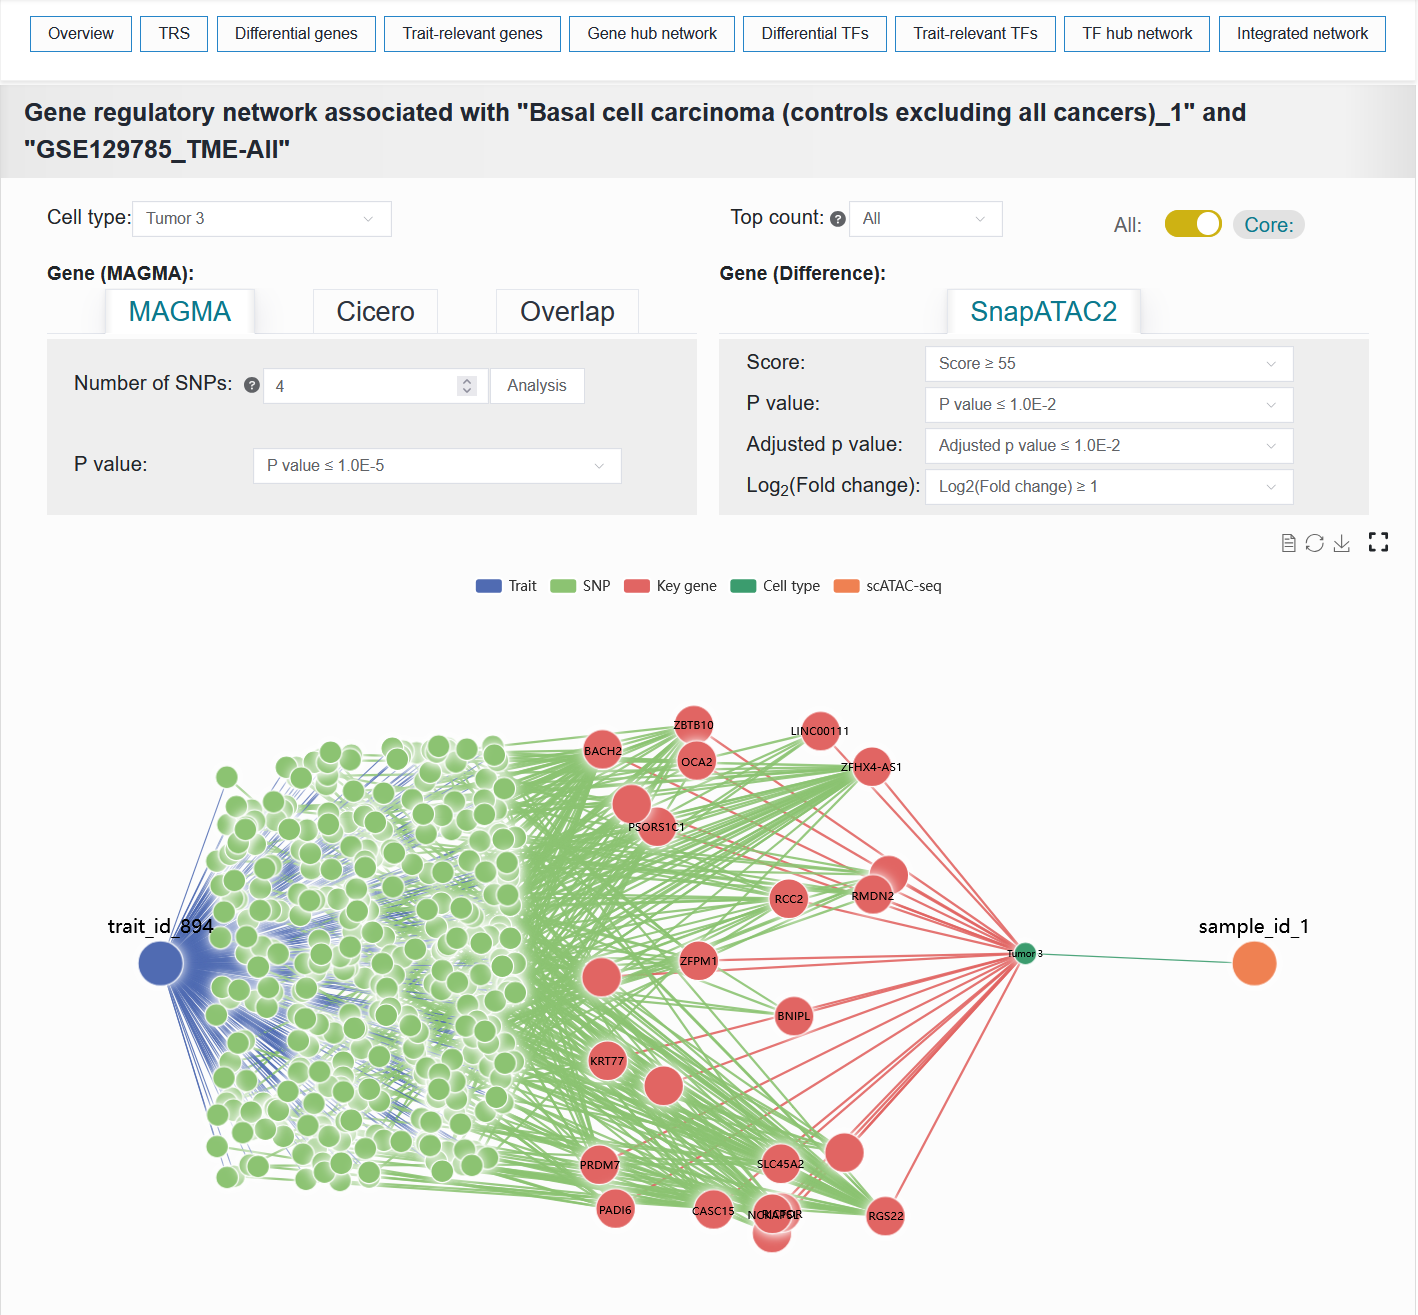 Overview TRS Differential genes Trait-relevant genes Gene hub network Differential TFs Trait-relevant TFs TF hub network Integrated network
Gene regulatory network associated with "Basal cell carcinoma (controls excluding all cancers)_1" and
"GSE129785_TME-All"
Cell type: Tumor 3 Top count: ? All All: Core:
Gene (MAGMA): Gene (Difference):
MAGMA Cicero Overlap SnapATAC2
Number of SNPs: ? 4 Analysis
P value: P value ≤ 1.0E-5
Score: Score ≥ 55
P value: P value ≤ 1.0E-2
Adjusted p value: Adjusted p value ≤ 1.0E-2
Log2(Fold change): Log2(Fold change) ≥ 1
Trait SNP Key gene Cell type scATAC-seq
ZBTB10
LINC00111
BACH2
OCA2
ZFHX4-AS1
PSORS1C1
RMDN2
RCC2
trait_id_894
sample_id_1
Tumor 3
ZFPM1
BNIPL
KRT77
PRDM7
SLC45A2
PADI6
CASC15
RGS22